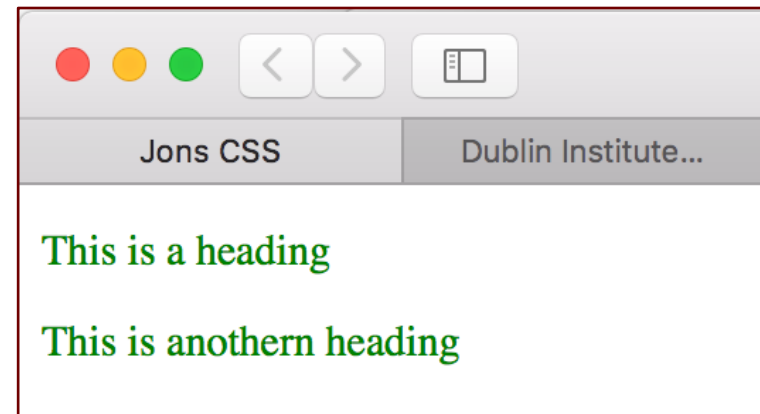 Jons CSS
Dublin Institute...
This is a heading
This is anothern heading